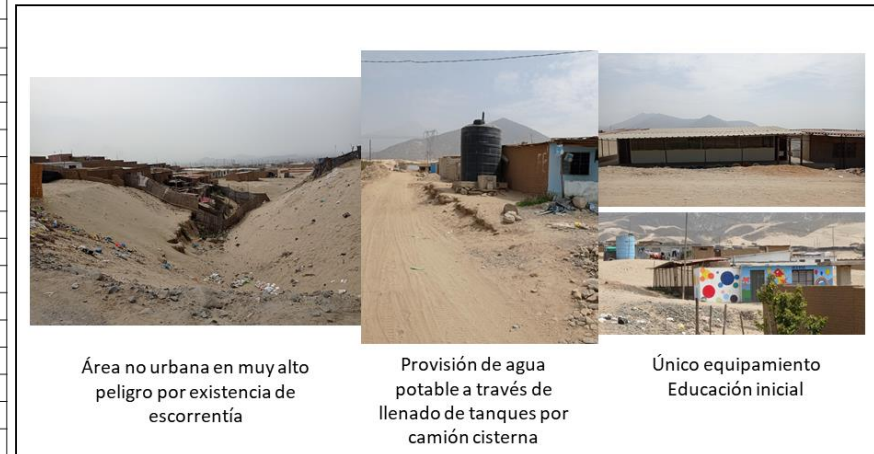 Área no urbana en muy alto
peligro por existencia de
escorrentía
Provisión de agua
potable a través de
llenado de tanques por
camión cisterna
Único equipamiento
Educación inicial